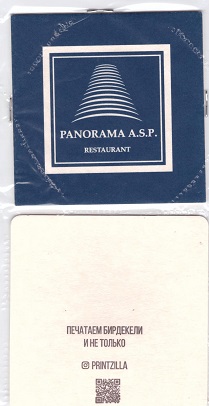 PANORAMA A.S.P.
RESTAURANT
ПЕЧАТАЕМ БИРДЕКЕЛИ
И НЕ ТОЛЬКО
PRINTZILLA